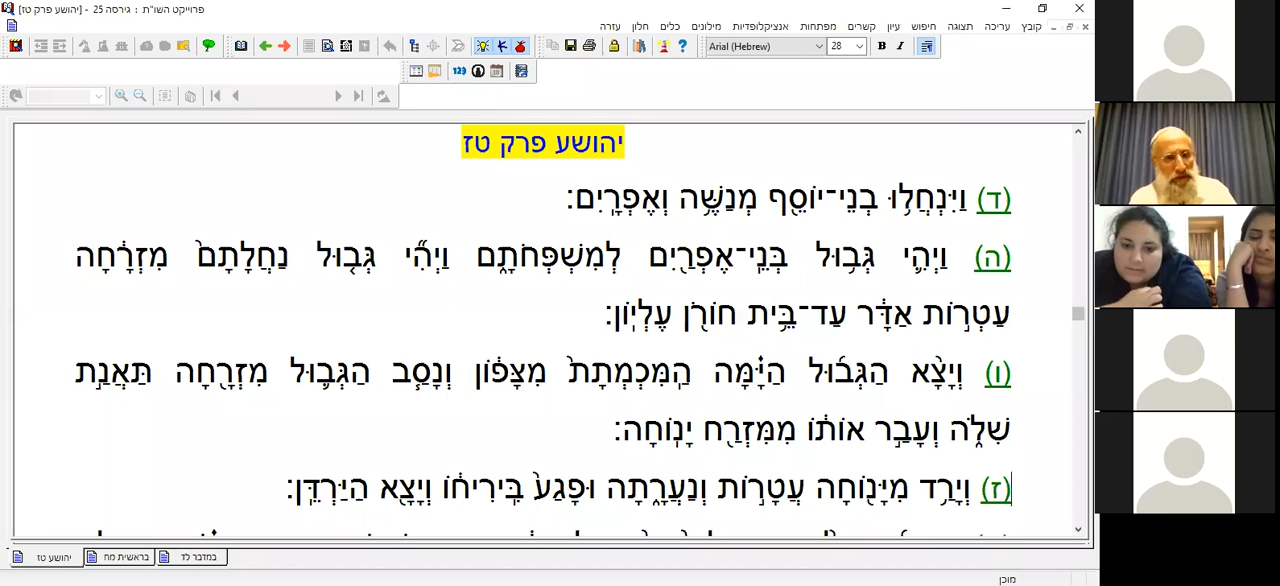 פרוייקט השו"ת : גירסה 25 - [יהושע פרק טז]
קובץ עריכה תצוגה חיפוש עיון קשרים מפתחות אנציקלופדיות מילונים כלים חלון עזרה
Arial (Hebrew) 28 B I
123
יהושע פרק טז
(ד) וַיִּנְחֲל֥וּ בְנֵי־יוֹסֵ֖ף מְנַשֶּׁ֥ה וְאֶפְרָֽיִם:
(ה) וַיְהִ֛י גְּב֥וּל בְּנֵֽי־אֶפְרַ֖יִם לְמִשְׁפְּחֹתָ֑ם וַיְהִ֞י גְּב֤וּל נַחֲלָתָם֙ מִזְרָ֔חָה
עַטְר֣וֹת אַדָּ֔ר עַד־בֵּ֥ית חוֹרֹ֖ן עֶלְיֽוֹן:
(ו) וְיָצָ֨א הַגְּב֜וּל הַיָּ֗מָּה הַֽמִּכְמְתָת֙ מִצָּפ֔וֹן וְנָסַ֧ב הַגְּב֛וּל מִזְרָ֖חָה תַּאֲנַ֣ת
שִׁלֹ֑ה וְעָבַ֣ר אוֹת֔וֹ מִמִּזְרַ֖ח יָנֽוֹחָה:
(ז) וְיָרַ֥ד מִיָּנ֖וֹחָה עֲטָר֣וֹת וְנַעֲרָ֑תָה וּפָגַע֙ בִּֽירִיח֔וֹ וְיָצָ֖א הַיַּרְדֵּֽן:
יהושע טז בראשית מח במדבר לד
מוכן